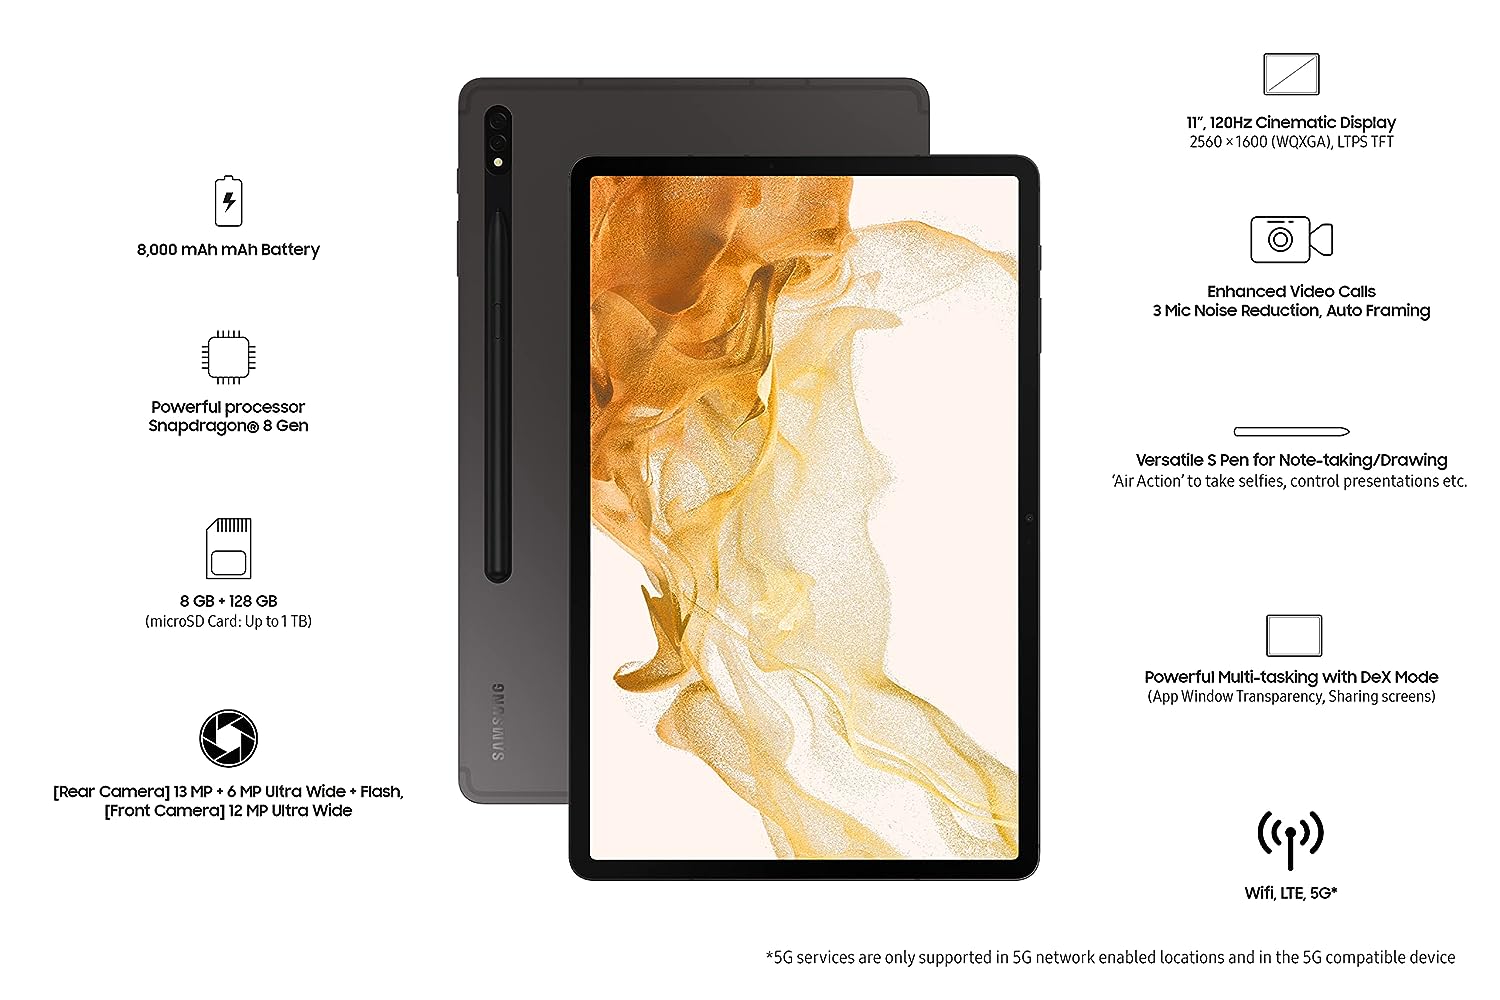 8,000 mAh mAh Battery
Powerful processor
Snapdragon® 8 Gen
8 GB + 128 GB
(microSD Card: Up to 1 TB)
[Rear Camera] 13 MP + 6 MP Ultra Wide + Flash,
[Front Camera] 12 MP Ultra Wide
SAMSUNG
11”, 120Hz Cinematic Display
2560 × 1600 (WQXGA), LTPS TFT
Enhanced Video Calls
3 Mic Noise Reduction, Auto Framing
Versatile S Pen for Note-taking/Drawing
‘Air Action’ to take selfies, control presentations etc.
Powerful Multi-tasking with DeX Mode
(App Window Transparency, Sharing screens)
Wifi, LTE, 5G*
*5G services are only supported in 5G network enabled locations and in the 5G compatible device